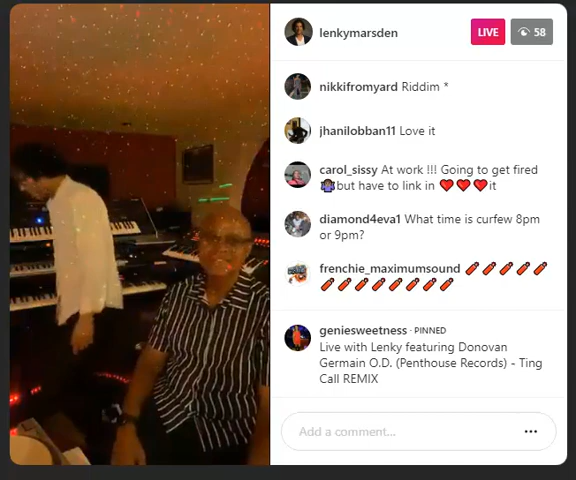 lenkymarsden
LIVE
58
nikkifromyard Riddim *
jhanilobban11 Love it
carol_sissy At work !!! Going to get fired
🤷🏾‍♀️but have to link in ❤️❤️❤️it
diamond4eva1 What time is curfew 8pm
or 9pm?
frenchie_maximumsound 🧨🧨🧨🧨🧨
🧨🧨🧨🧨🧨🧨🧨🧨
geniesweetness · PINNED
Live with Lenky featuring Donovan
Germain O.D. (Penthouse Records) - Ting
Call REMIX
Add a comment...